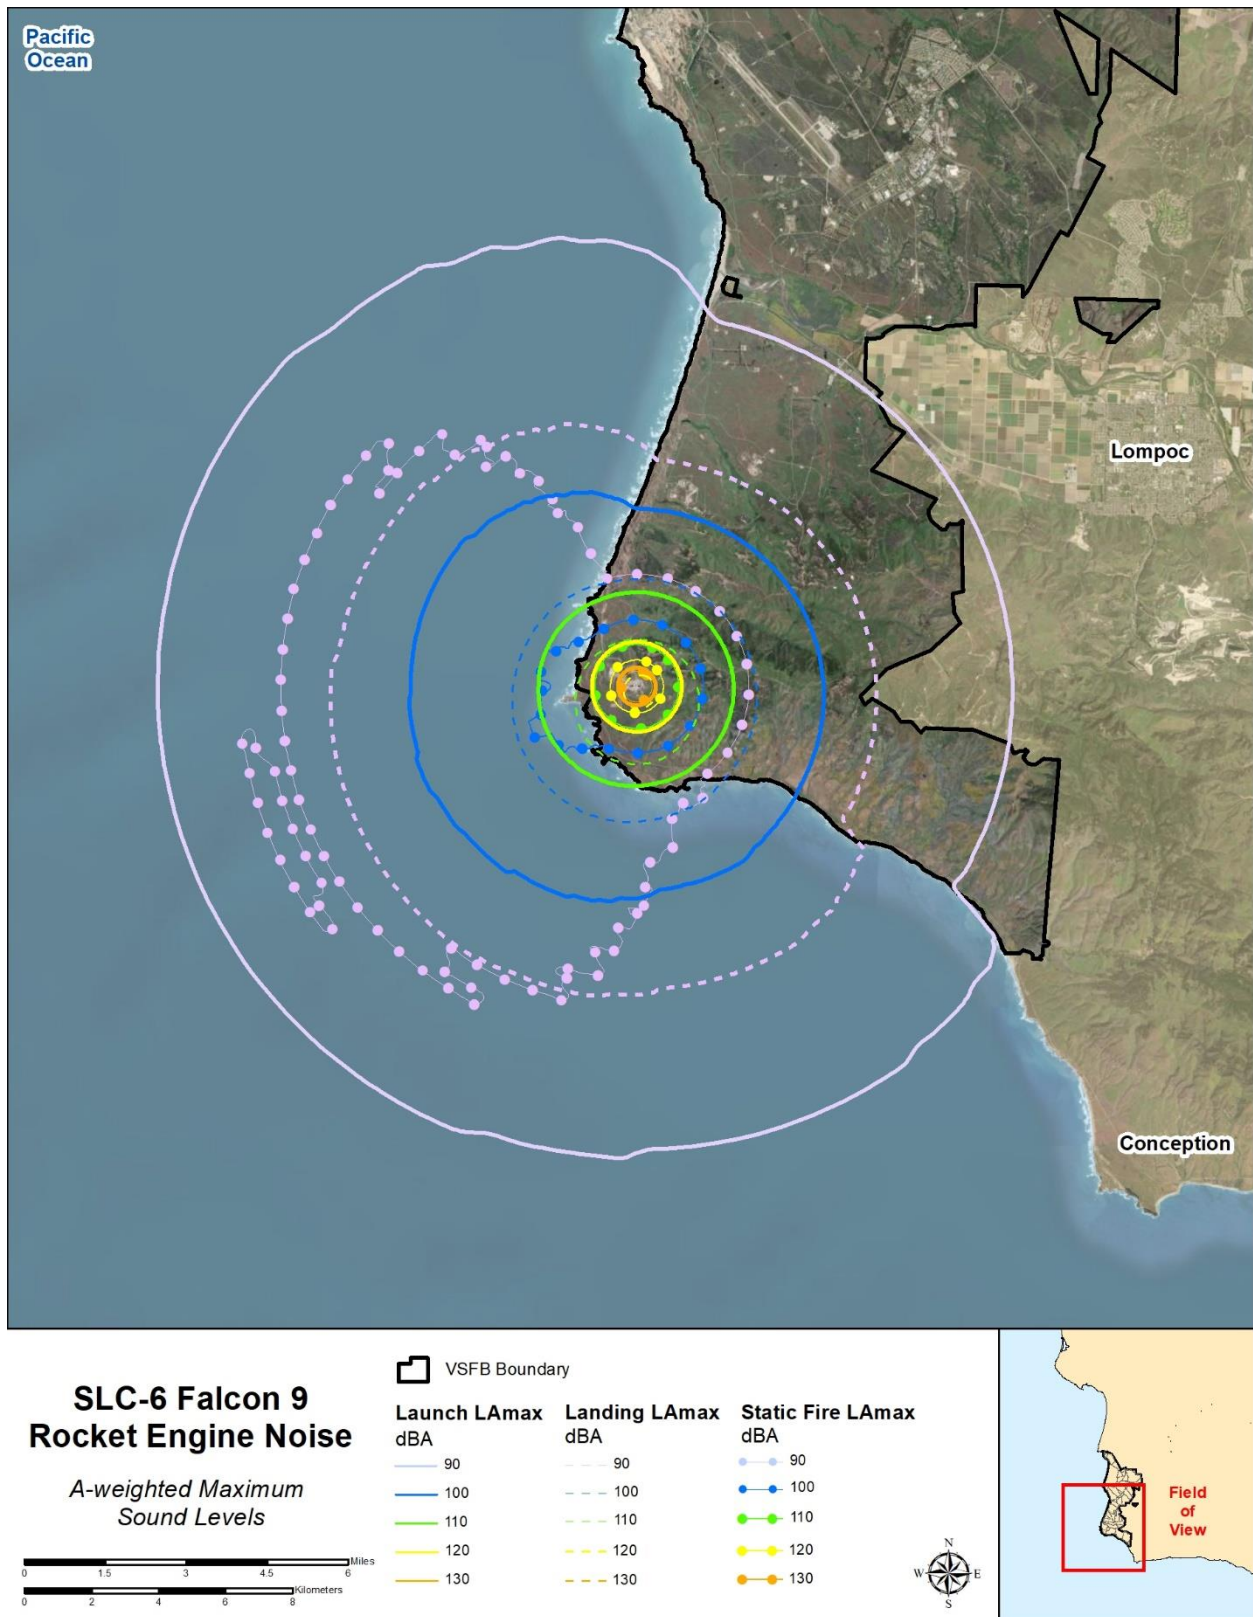 Pacific
Ocean
Lompoc
Conception
SLC-6 Falcon 9
Rocket Engine Noise
A-weighted Maximum
Sound Levels
Miles
0 1.5 3 4.5 6
Kilometers
0 2 4 6 8
VSFB Boundary
Launch LAmax
dBA
90
100
110
120
130
Landing LAmax
dBA
90
100
110
120
130
Static Fire LAmax
dBA
90
100
110
120
130
N
W E
S
Field
of
View